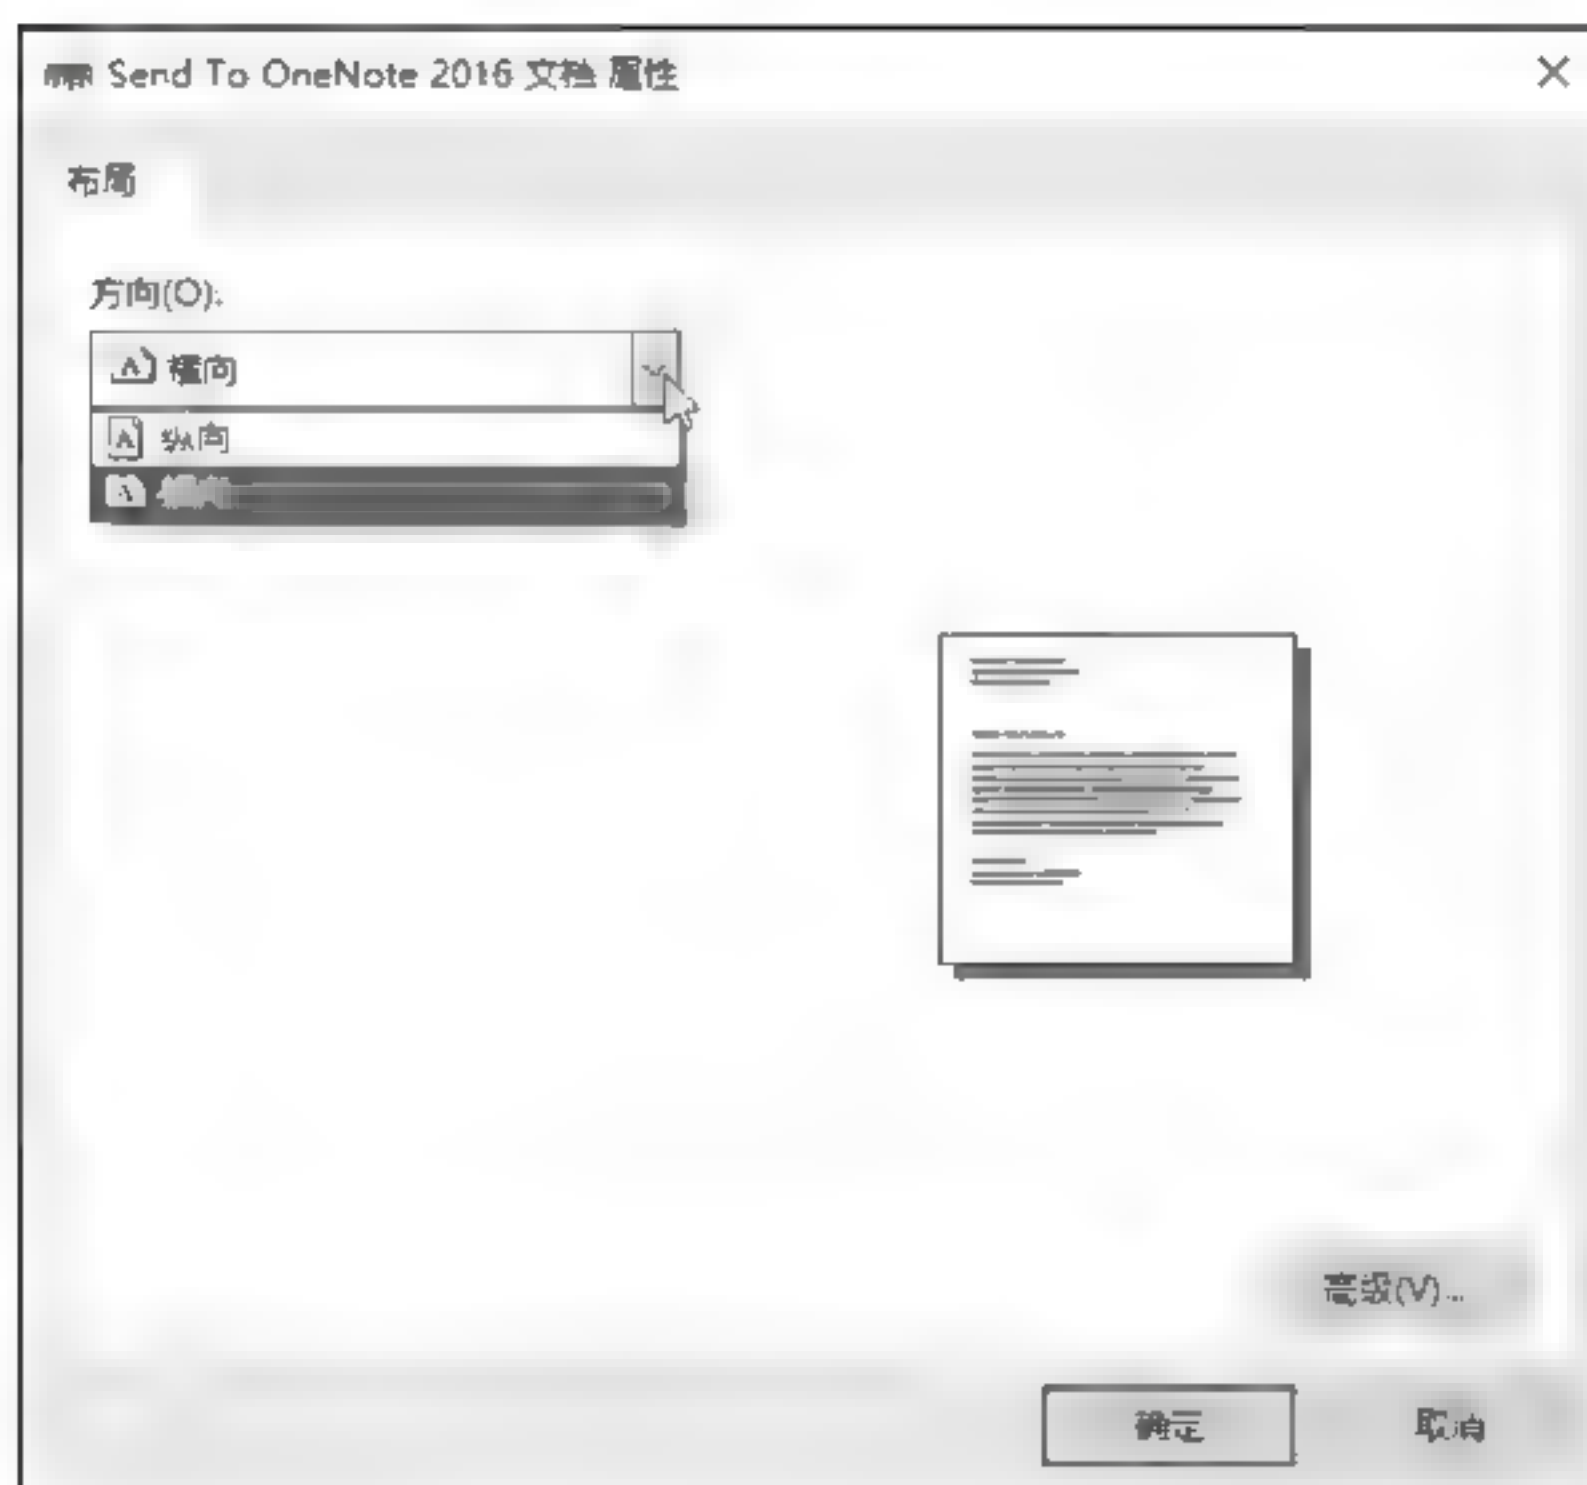 Send To OneNote 2016 文档 属性
布局
方向(O):
横向
纵向
高级(V)...
确定
取消